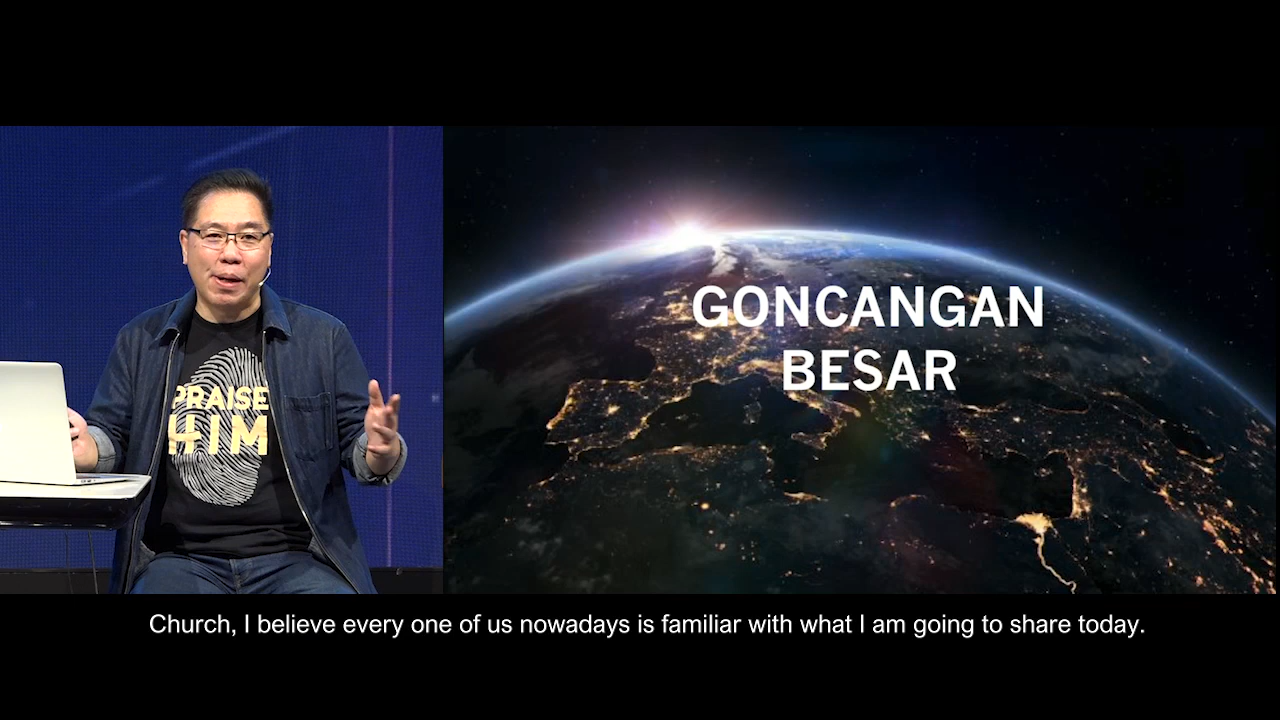 PRAISE
HIM
GONCANGAN
BESAR
Church, I believe every one of us nowadays is familiar with what I am going to share today.